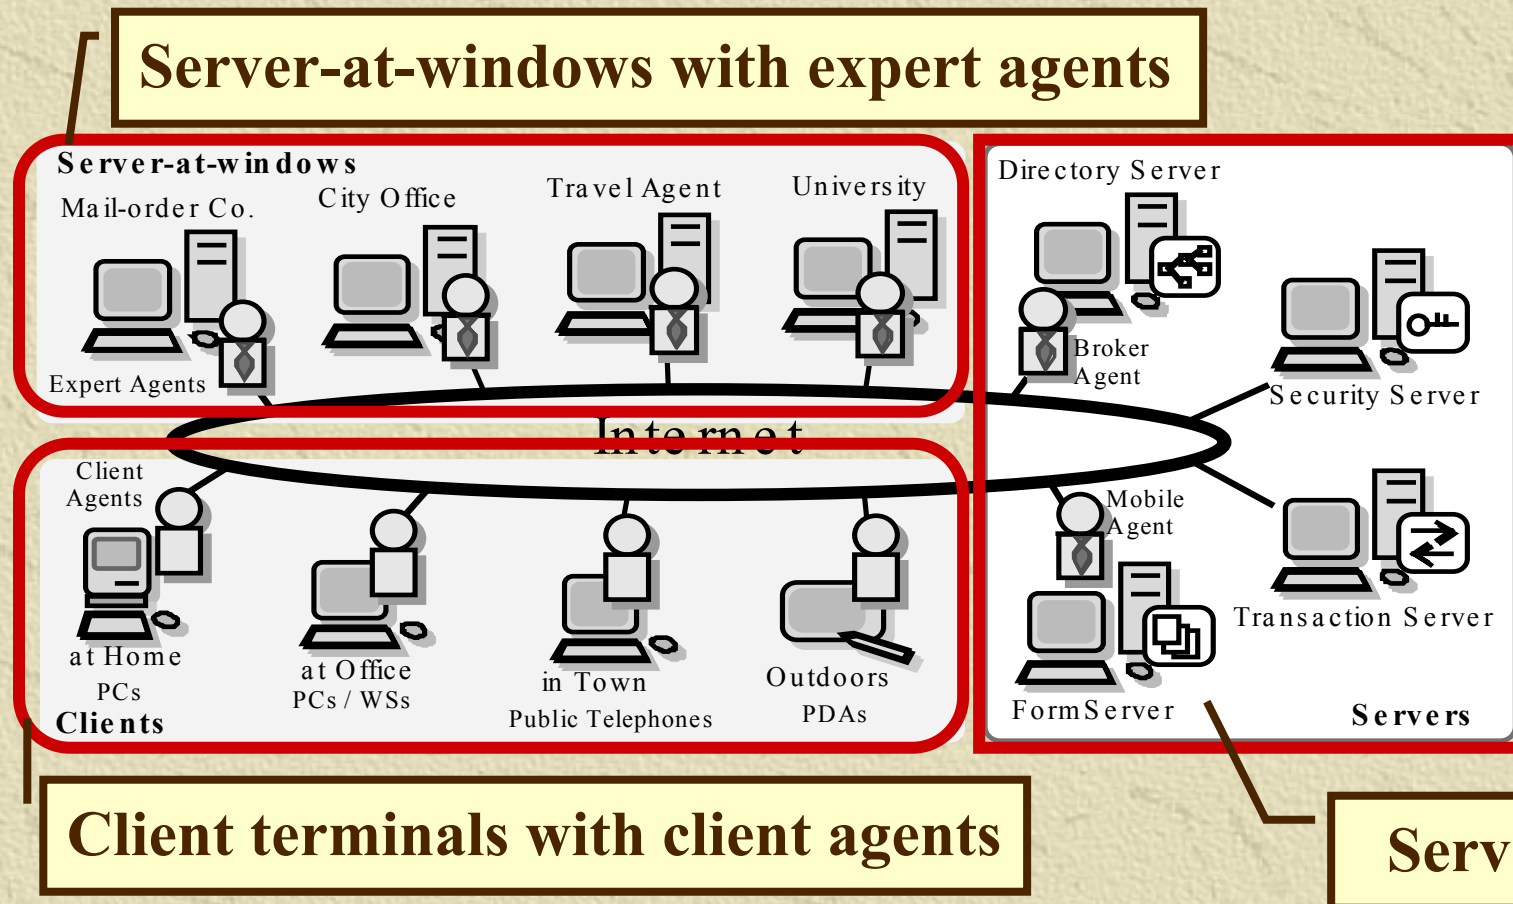 Server-at-windows with expert agents
Server-at-windows
Mail-order Co.
City Office
Travel Agent
University
Expert Agents
Directory Server
Broker
Agent
Security Server
Internet
Client
Agents
Mobile
Agent
at Home
PCs
at Office
PCs / WSs
in Town
Public Telephones
Outdoors
PDAs
Clients
Transaction Server
FormServer
Servers
Client terminals with client agents
Serv